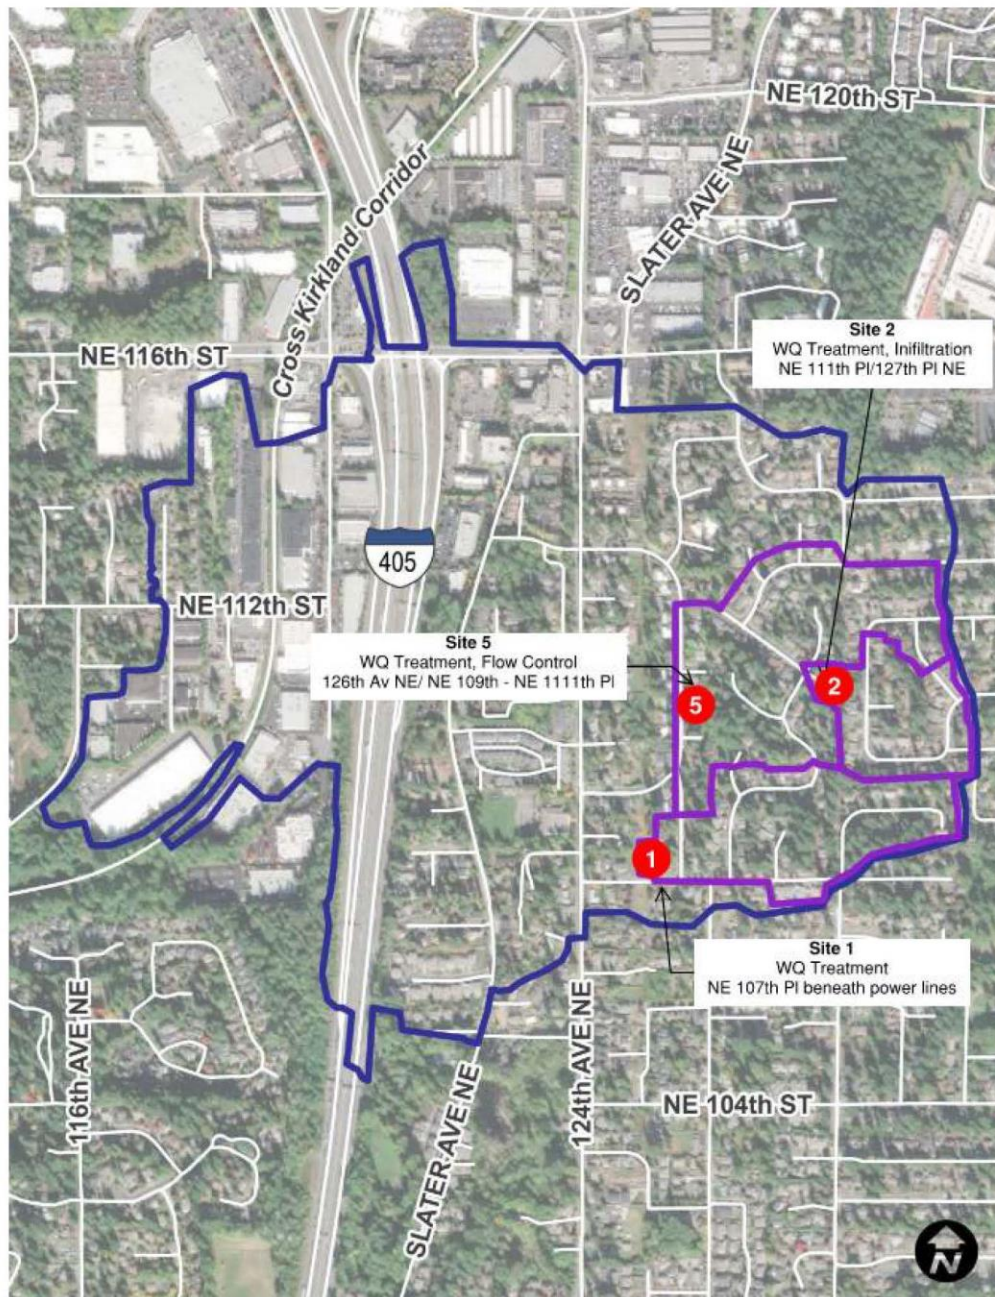 NE 120th ST
SLATER AVE NE
Cross Kirkland Corridor
NE 116th ST
Site 2
WQ Treatment, Inifiltration
NE 111th Pl/127th Pl NE
405
NE 112th ST
Site 5
WQ Treatment, Flow Control
126th Av NE/ NE 109th - NE 1111th Pl
2
5
1
Site 1
WQ Treatment
NE 107th Pl beneath power lines
116th AVE NE
SLATER AVE NE
124th AVE NE
NE 104th ST
N